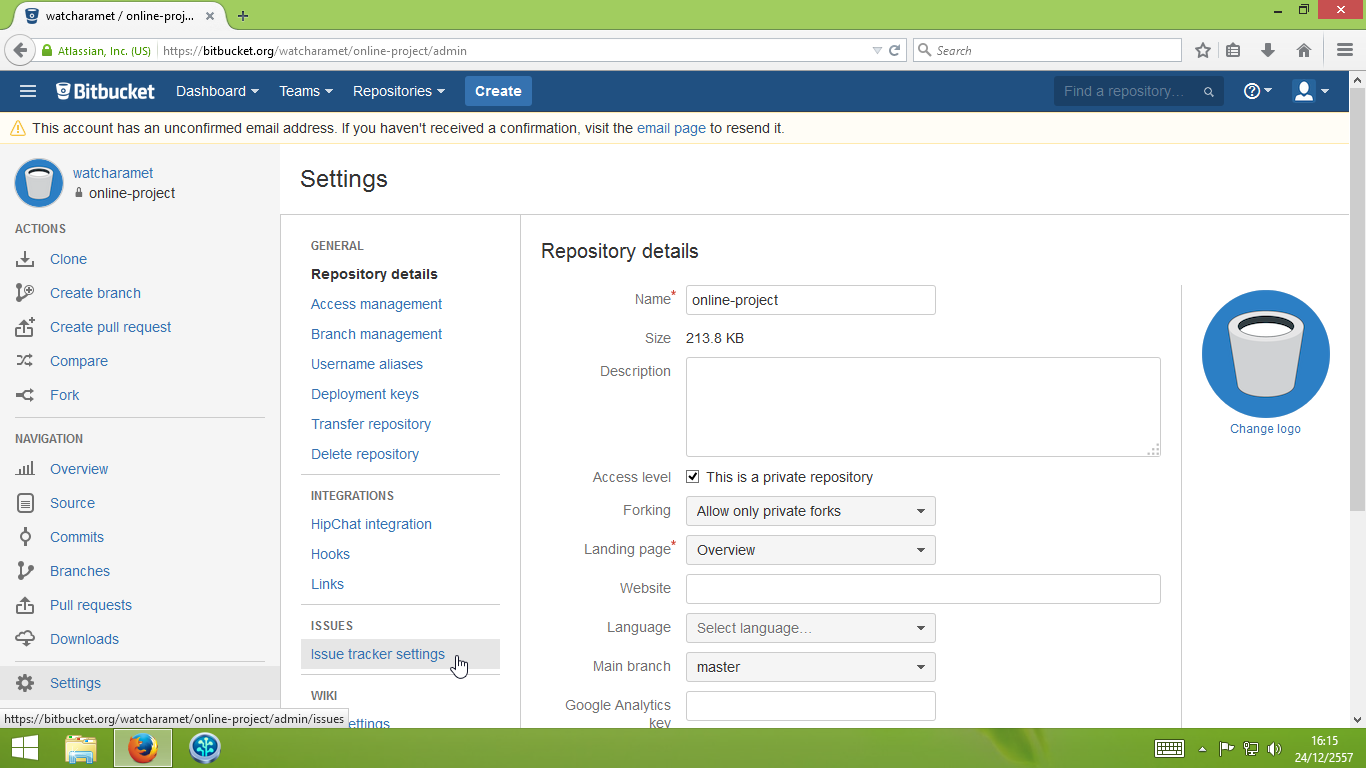 watcharamet / online-proj...
Atlassian, Inc. (US)
https://bitbucket.org/watcharamet/online-project/admin
Search
Bitbucket
Dashboard
Teams
Repositories
Create
Find a repository...
This account has an unconfirmed email address. If you haven't received a confirmation, visit the email page to resend it.
watcharamet
online-project
ACTIONS
Clone
Create branch
Create pull request
Compare
Fork
NAVIGATION
Overview
Source
Commits
Branches
Pull requests
Downloads
Settings
https://bitbucket.org/watcharamet/online-project/admin/issues
Settings
GENERAL
Repository details
Access management
Branch management
Username aliases
Deployment keys
Transfer repository
Delete repository
INTEGRATIONS
HipChat integration
Hooks
Links
ISSUES
Issue tracker settings
WIKI
ettings
Repository details
Name*
online-project
Size
213.8 KB
Description
Access level
This is a private repository
Forking
Allow only private forks
Landing page*
Overview
Website
Language
Select language...
Main branch
master
Google Analytics
key
Change logo
16:15
24/12/2557